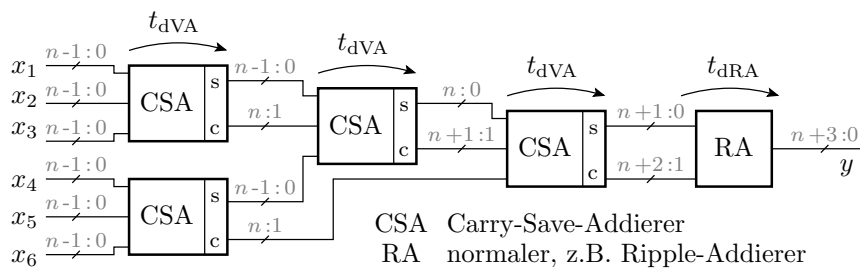 t_dVA
t_dVA
t_dVA
t_dRA
x_1 n-1:0
x_2 n-1:0
x_3 n-1:0
CSA s c
n-1:0
n:1
CSA s c
n:0
n+1:1
CSA s c
n+1:0
n+2:1
RA
n+3:0
y
x_4 n-1:0
x_5 n-1:0
x_6 n-1:0
CSA s c
n-1:0
n:1
CSA Carry-Save-Addierer
RA normaler, z.B. Ripple-Addierer